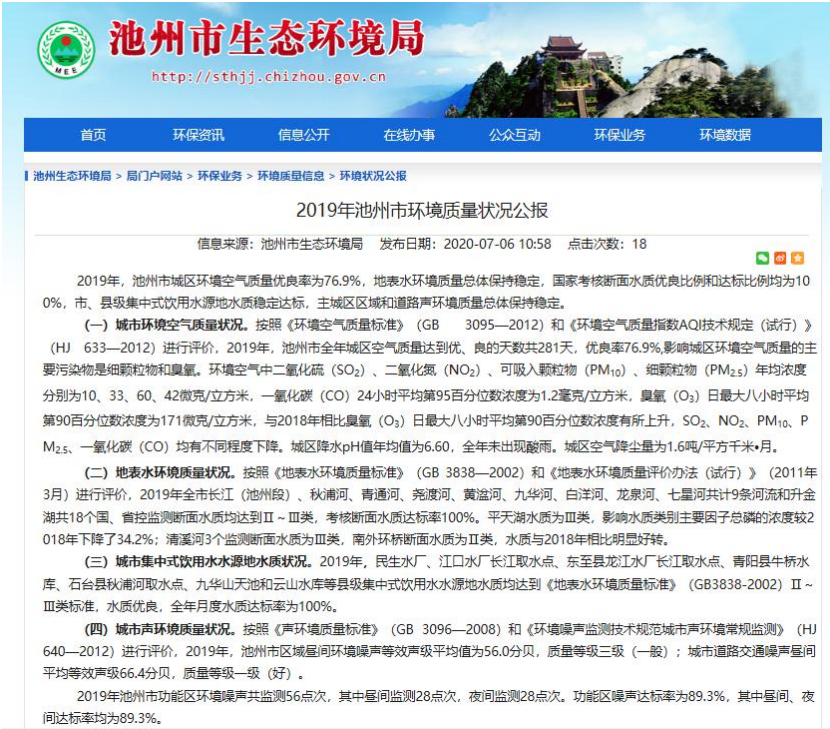 池州市生态环境局
http://sthjj.chizhou.gov.cn
MEE
首页 环保资讯 信息公开 在线办事 公众互动 环保业务 环境数据
池州生态环境局 > 局门户网站 > 环保业务 > 环境质量信息 > 环境状况公报
2019年池州市环境质量状况公报
信息来源：池州市生态环境局 发布日期：2020-07-06 10:58 点击次数：18
2019年，池州市城区环境空气质量优良率为76.9%，地表水环境质量总体保持稳定，国家考核断面水质优良比例和达标比例均为10
0%，市、县级集中式饮用水源地水质稳定达标，主城区区域和道路声环境质量总体保持稳定。
（一）城市环境空气质量状况。按照《环境空气质量标准》（GB 3095—2012）和《环境空气质量指数AQI技术规定（试行）》
（HJ 633—2012）进行评价，2019年，池州市全年城区空气质量达到优、良的天数共281天，优良率76.9%,影响城区环境空气质量的主
要污染物是细颗粒物和臭氧。环境空气中二氧化硫（SO₂）、二氧化氮（NO₂）、可吸入颗粒物（PM₁₀）、细颗粒物（PM₂.₅）年均浓度
分别为10、33、60、42微克/立方米，一氧化碳（CO）24小时平均第95百分位数浓度为1.2毫克/立方米，臭氧（O₃）日最大八小时平均
第90百分位数浓度为171微克/立方米，与2018年相比臭氧（O₃）日最大八小时平均第90百分位数浓度有所上升，SO₂、NO₂、PM₁₀、P
M₂.₅、一氧化碳（CO）均有不同程度下降。城区降水pH值年均值为6.60，全年未出现酸雨。城区空气降尘量为1.6吨/平方千米•月。
（二）地表水环境质量状况。按照《地表水环境质量标准》（GB 3838—2002）和《地表水环境质量评价办法（试行）》（2011年
3月）进行评价，2019年全市长江（池州段）、秋浦河、青通河、尧渡河、黄湓河、九华河、白洋河、龙泉河、七星河共计9条河流和升金
湖共18个国、省控监测断面水质均达到Ⅱ～Ⅲ类，考核断面水质达标率100%。平天湖水质为Ⅲ类，影响水质类别主要因子总磷的浓度较2
018年下降了34.2%；清溪河3个监测断面水质为Ⅲ类，南外环桥断面水质为Ⅱ类，水质与2018年相比明显好转。
（三）城市集中式饮用水水源地水质状况。2019年，民生水厂、江口水厂长江取水点、东至县龙江水厂长江取水点、青阳县牛桥水
库、石台县秋浦河取水点、九华山天池和云山水库等县级集中式饮用水水源地水质均达到《地表水环境质量标准》（GB3838-2002）Ⅱ～
Ⅲ类标准，水质优良，全年月度水质达标率为100%。
（四）城市声环境质量状况。按照《声环境质量标准》（GB 3096—2008）和《环境噪声监测技术规范城市声环境常规监测》（HJ
640—2012）进行评价，2019年，池州市区域昼间环境噪声等效声级平均值为56.0分贝，质量等级三级（一般）；城市道路交通噪声昼间
平均等效声级66.4分贝，质量等级一级（好）。
2019年池州市功能区环境噪声共监测56点次，其中昼间监测28点次，夜间监测28点次。功能区噪声达标率为89.3%，其中昼间、夜
间达标率均为89.3%。